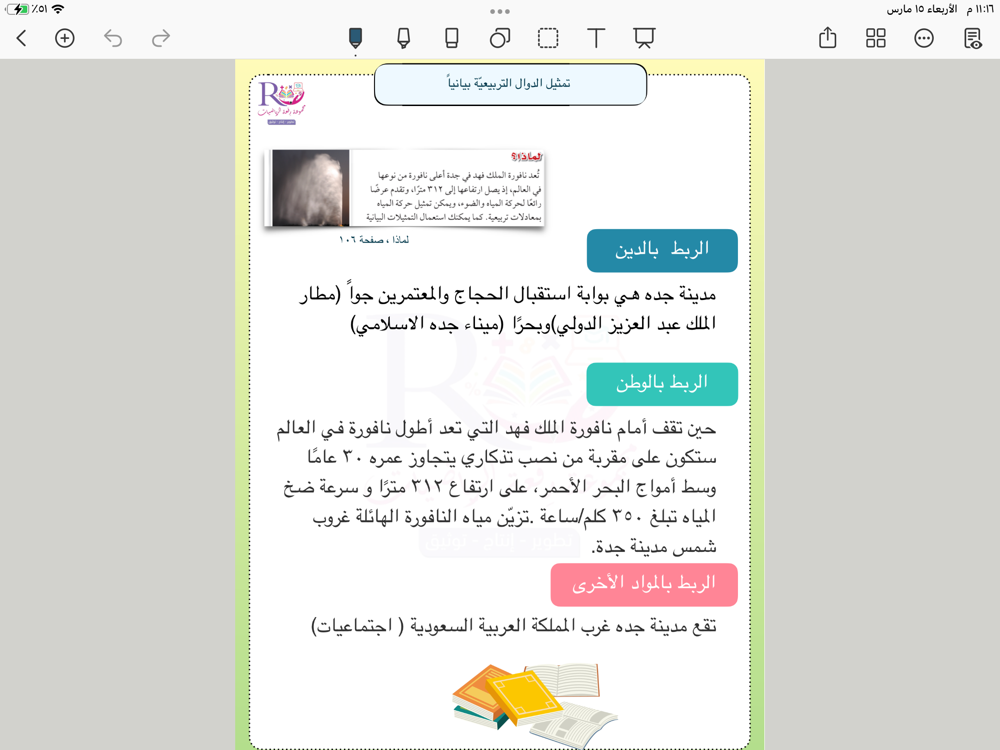 ١١:١٦ م الأربعاء ١٥ مارس
٥١٪
تمثيل الدوال التربيعيّة بيانياً
R
مجموعة رفعة الرياضيات
تطوير - إنتاج - توثيق
لماذا؟
تُعد نافورة الملك فهد في جدة أعلى نافورة من نوعها
في العالم، إذ يصل ارتفاعها إلى ٣١٢ مترًا، وتقدم عرضًا
رائعًا لحركة المياه والضوء، ويمكن تمثيل حركة المياه
بمعادلات تربيعية. كما يمكنك استعمال التمثيلات البيانية
لماذا ، صفحة ١٠٦
الربط بالدين
مدينة جده هي بوابة استقبال الحجاج والمعتمرين جواً (مطار
الملك عبد العزيز الدولي)وبحرًا (ميناء جده الاسلامي)
الربط بالوطن
حين تقف أمام نافورة الملك فهد التي تعد أطول نافورة في العالم
ستكون على مقربة من نصب تذكاري يتجاوز عمره ٣٠ عامًا
وسط أمواج البحر الأحمر، على ارتفاع ٣١٢ مترًا و سرعة ضخ
المياه تبلغ ٣٥٠ كلم/ساعة .تزيّن مياه النافورة الهائلة غروب
شمس مدينة جدة.
الربط بالمواد الأخرى
تقع مدينة جده غرب المملكة العربية السعودية ( اجتماعيات)
R
مجموعة رفعة الرياضيات
تطوير - إنتاج - توثيق